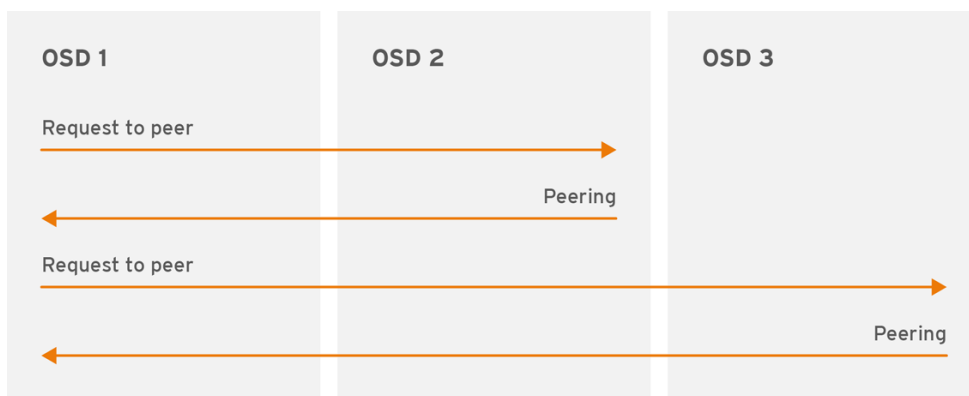 OSD 1
OSD 2
OSD 3
Request to peer
Peering
Request to peer
Peering